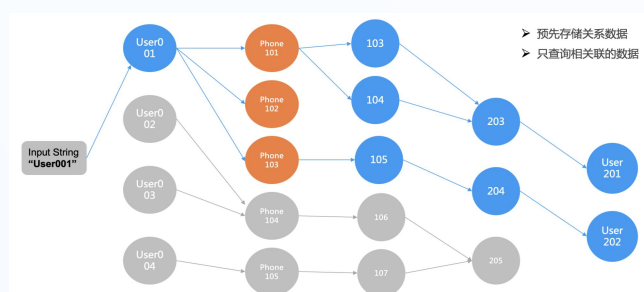 ➢ 预先存储关系数据
➢ 只查询相关联的数据
Input String
“User001”
User0
01
User0
02
User0
03
User0
04
Phone
101
Phone
102
Phone
103
Phone
104
Phone
105
103
104
105
106
107
203
204
205
User
201
User
202